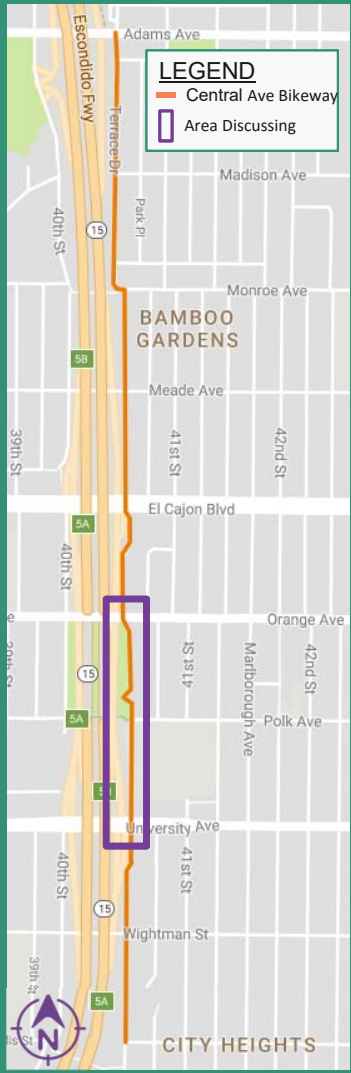 Adams Ave
Escondido Fwy
LEGEND
Central Ave Bikeway
Area Discussing
Terrace Dr
Madison Ave
Park Pl
40th St
15
Monroe Ave
BAMBOO
GARDENS
5B
Meade Ave
39th St
41st St
42nd St
El Cajon Blvd
5A
40th St
Orange Ave
41st St
Marlborough Ave
42nd St
15
5A
Polk Ave
University Ave
40th St
41st St
15
Wightman St
39th St
5A
N
CITY HEIGHTS